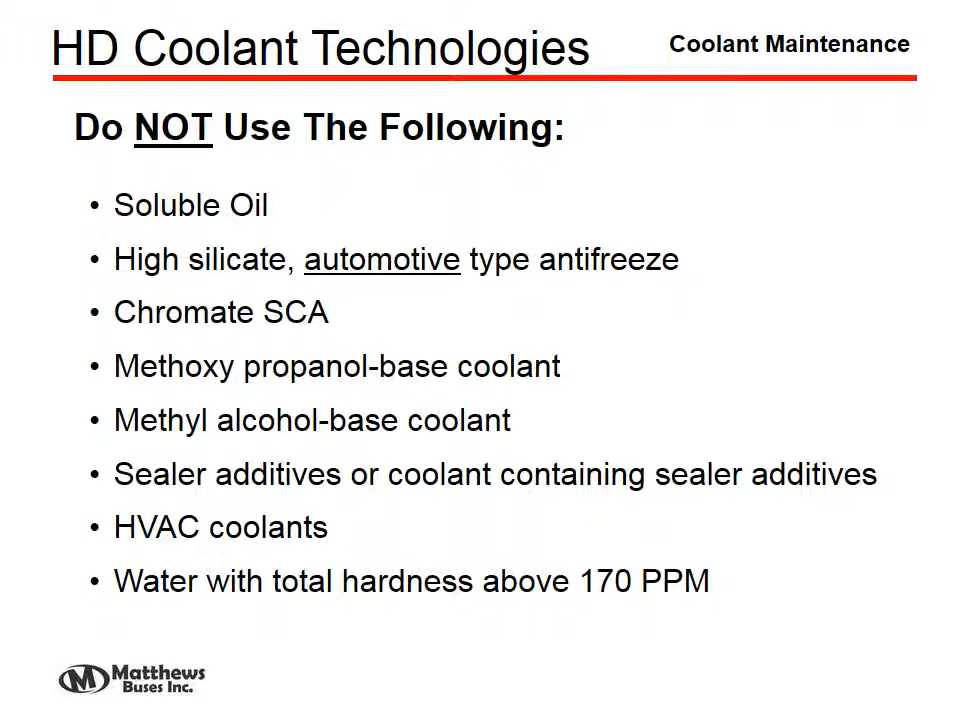 HD Coolant Technologies
Coolant Maintenance
Do NOT Use The Following:
• Soluble Oil
• High silicate, automotive type antifreeze
• Chromate SCA
• Methoxy propanol-base coolant
• Methyl alcohol-base coolant
• Sealer additives or coolant containing sealer additives
• HVAC coolants
• Water with total hardness above 170 PPM
M Matthews
Buses Inc.